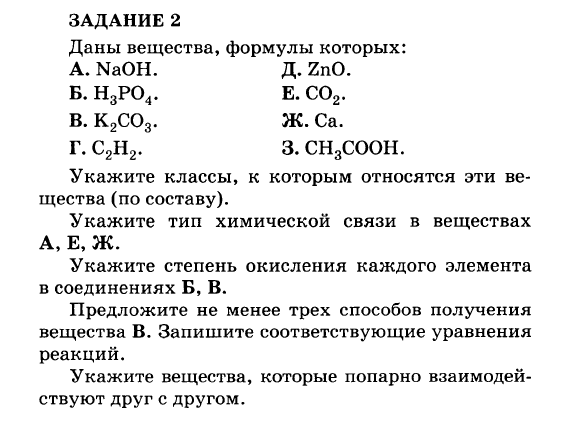 ЗАДАНИЕ 2
Даны вещества, формулы которых:
А. NaOH. Д. ZnO.
Б. H₃PO₄. Е. CO₂.
В. K₂CO₃. Ж. Ca.
Г. C₂H₂. З. CH₃COOH.
Укажите классы, к которым относятся эти ве-
щества (по составу).
Укажите тип химической связи в веществах
А, Е, Ж.
Укажите степень окисления каждого элемента
в соединениях Б, В.
Предложите не менее трех способов получения
вещества В. Запишите соответствующие уравнения
реакций.
Укажите вещества, которые попарно взаимодей-
ствуют друг с другом.